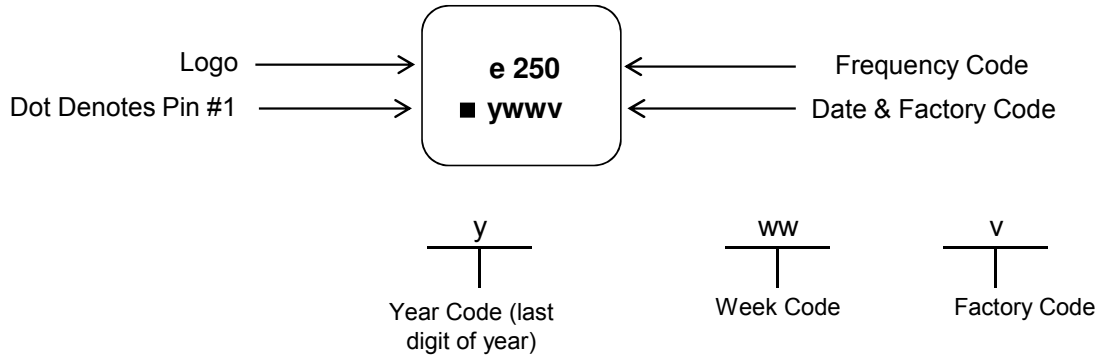 Logo
e 250
Frequency Code
Dot Denotes Pin #1
■ ywwv
Date & Factory Code
y
ww
v
Year Code (last
digit of year)
Week Code
Factory Code